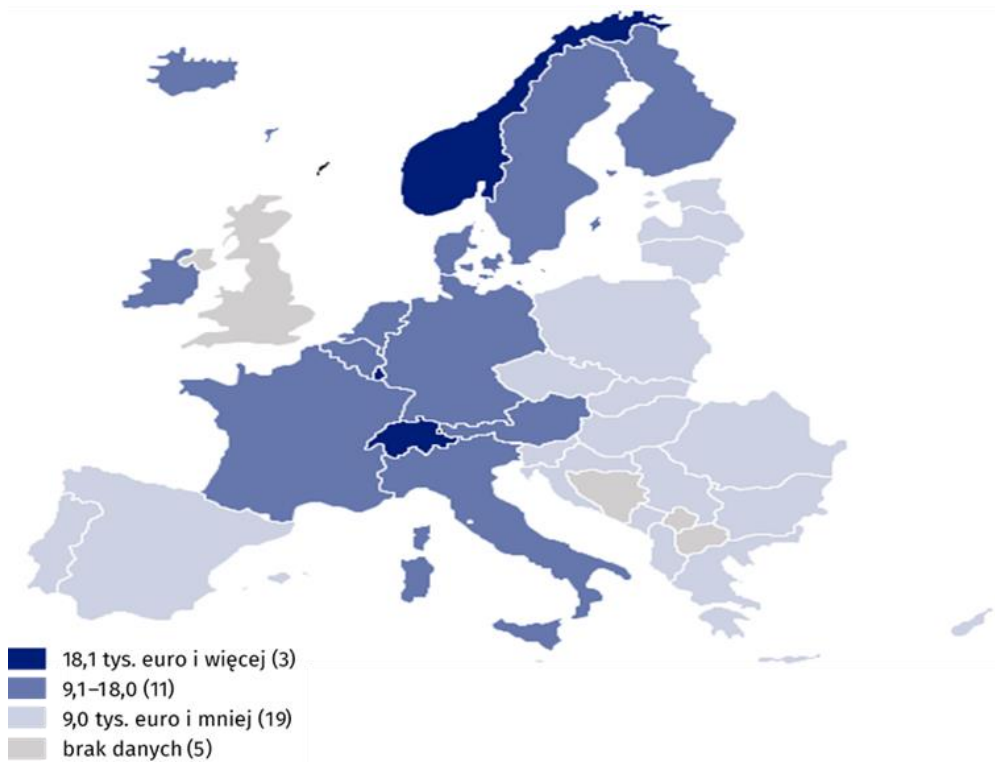 18,1 tys. euro i więcej (3)
9,1–18,0 (11)
9,0 tys. euro i mniej (19)
brak danych (5)